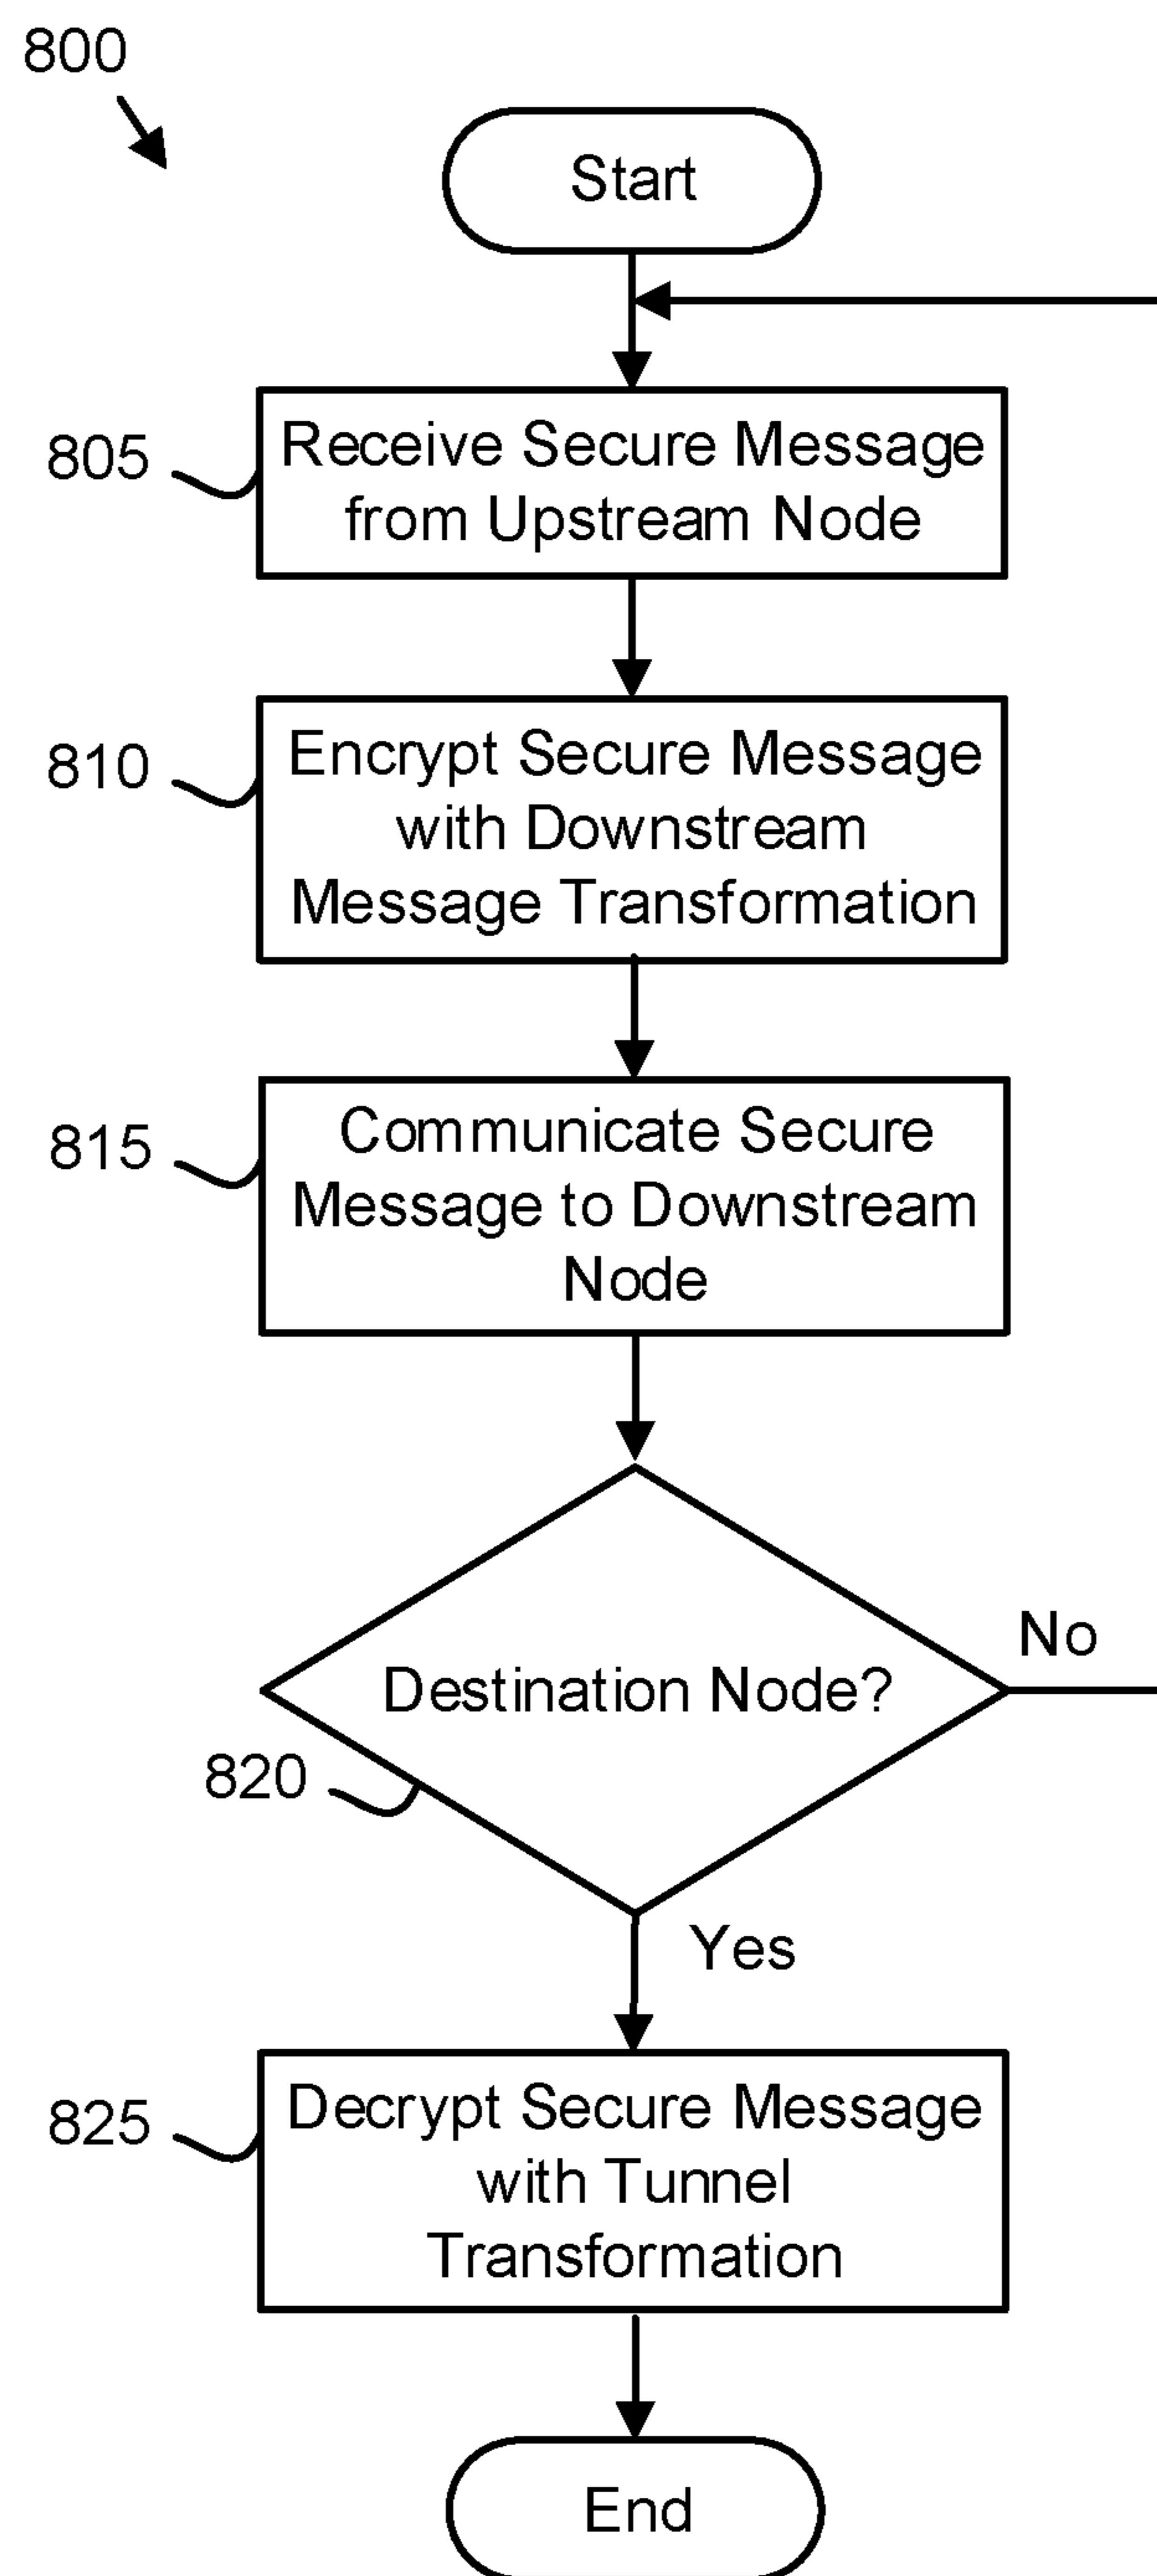 800
Start
805
Receive Secure Message
from Upstream Node
810
Encrypt Secure Message
with Downstream
Message Transformation
815
Communicate Secure
Message to Downstream
Node
Destination Node?
No
820
Yes
825
Decrypt Secure Message
with Tunnel
Transformation
End